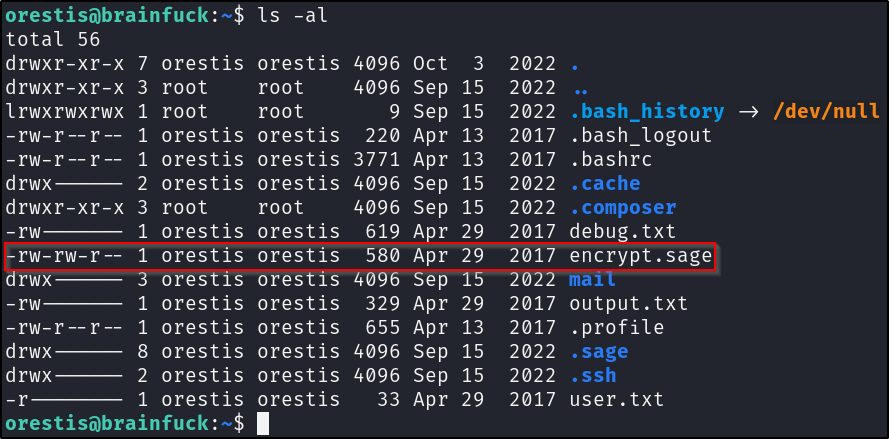 orestis@brainfuck:~$ ls -al
total 56
drwxr-xr-x 7 orestis orestis 4096 Oct  3  2022 .
drwxr-xr-x 3 root    root    4096 Sep 15  2022 ..
lrwxrwxrwx 1 root    root       9 Sep 15  2022 .bash_history -> /dev/null
-rw-r--r-- 1 orestis orestis  220 Apr 13  2017 .bash_logout
-rw-r--r-- 1 orestis orestis 3771 Apr 13  2017 .bashrc
drwx------ 2 orestis orestis 4096 Sep 15  2022 .cache
drwxr-xr-x 3 root    root    4096 Sep 15  2022 .composer
-rw------- 1 orestis orestis  619 Apr 29  2017 debug.txt
-rw-rw-r-- 1 orestis orestis  580 Apr 29  2017 encrypt.sage
drwx------ 3 orestis orestis 4096 Sep 15  2022 mail
-rw------- 1 orestis orestis  329 Apr 29  2017 output.txt
-rw-r--r-- 1 orestis orestis  655 Apr 13  2017 .profile
drwx------ 8 orestis orestis 4096 Sep 15  2022 .sage
drwx------ 2 orestis orestis 4096 Sep 15  2022 .ssh
-r-------- 1 orestis orestis   33 Apr 29  2017 user.txt
orestis@brainfuck:~$